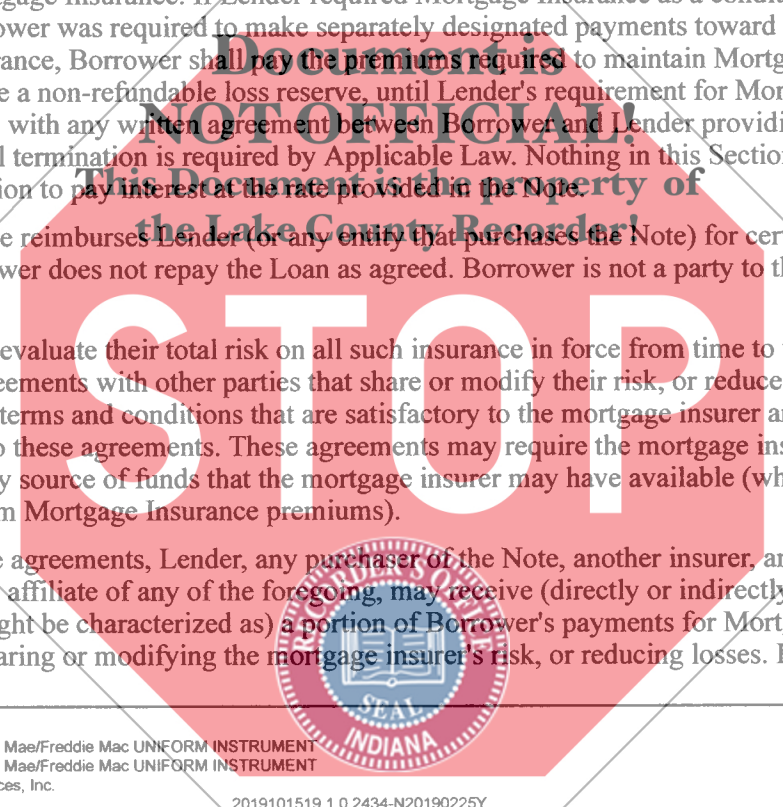 gage Insurance. If Lender required Mortgage Insurance as a condi
ower was required to make separately designated payments toward
Document is
rance, Borrower shall pay the premiums required to maintain Mortg
e a non-refundable loss reserve, until Lender's requirement for Mor
NOT OFFICIAL!
with any written agreement between Borrower and Lender providi
l termination is required by Applicable Law. Nothing in this Section
This Document is the property of
ion to pay interest at the rate provided in the Note.
the Lake County Recorder!
e reimburses Lender (or any entity that purchases the Note) for cer
wer does not repay the Loan as agreed. Borrower is not a party to th
STOP
evaluate their total risk on all such insurance in force from time to
eements with other parties that share or modify their risk, or reduce
terms and conditions that are satisfactory to the mortgage insurer a
o these agreements. These agreements may require the mortgage ins
y source of funds that the mortgage insurer may have available (wh
m Mortgage Insurance premiums).
e agreements, Lender, any purchaser of the Note, another insurer, a
affiliate of any of the foregoing, may receive (directly or indirectly
ght be characterized as) a portion of Borrower's payments for Mort
aring or modifying the mortgage insurer's risk, or reducing losses.
RECORDER'S OFFICE
SEAL
INDIANA
Mae/Freddie Mac UNIFORM INSTRUMENT
Mae/Freddie Mac UNIFORM INSTRUMENT
ces, Inc.
2019101519.1.0.2434-N20190225Y